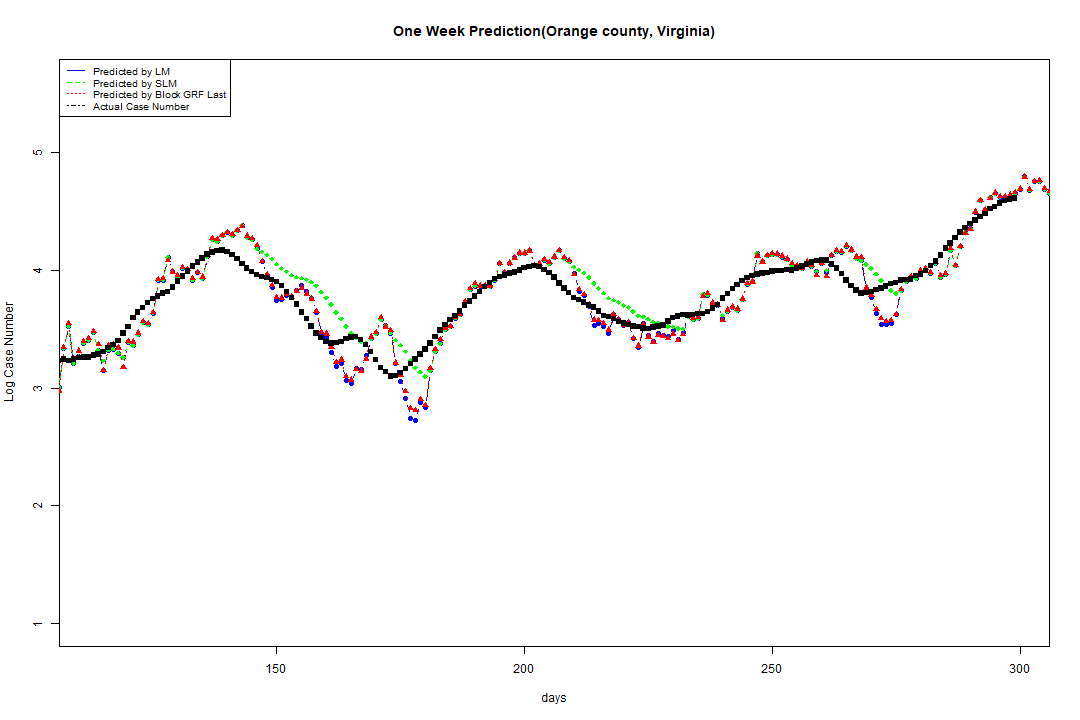 One Week Prediction(Orange county, Virginia)
Predicted by LM
Predicted by SLM
Predicted by Block GRF Last
Actual Case Number
5
4
3
2
1
Log Case Number
150
200
250
300
days